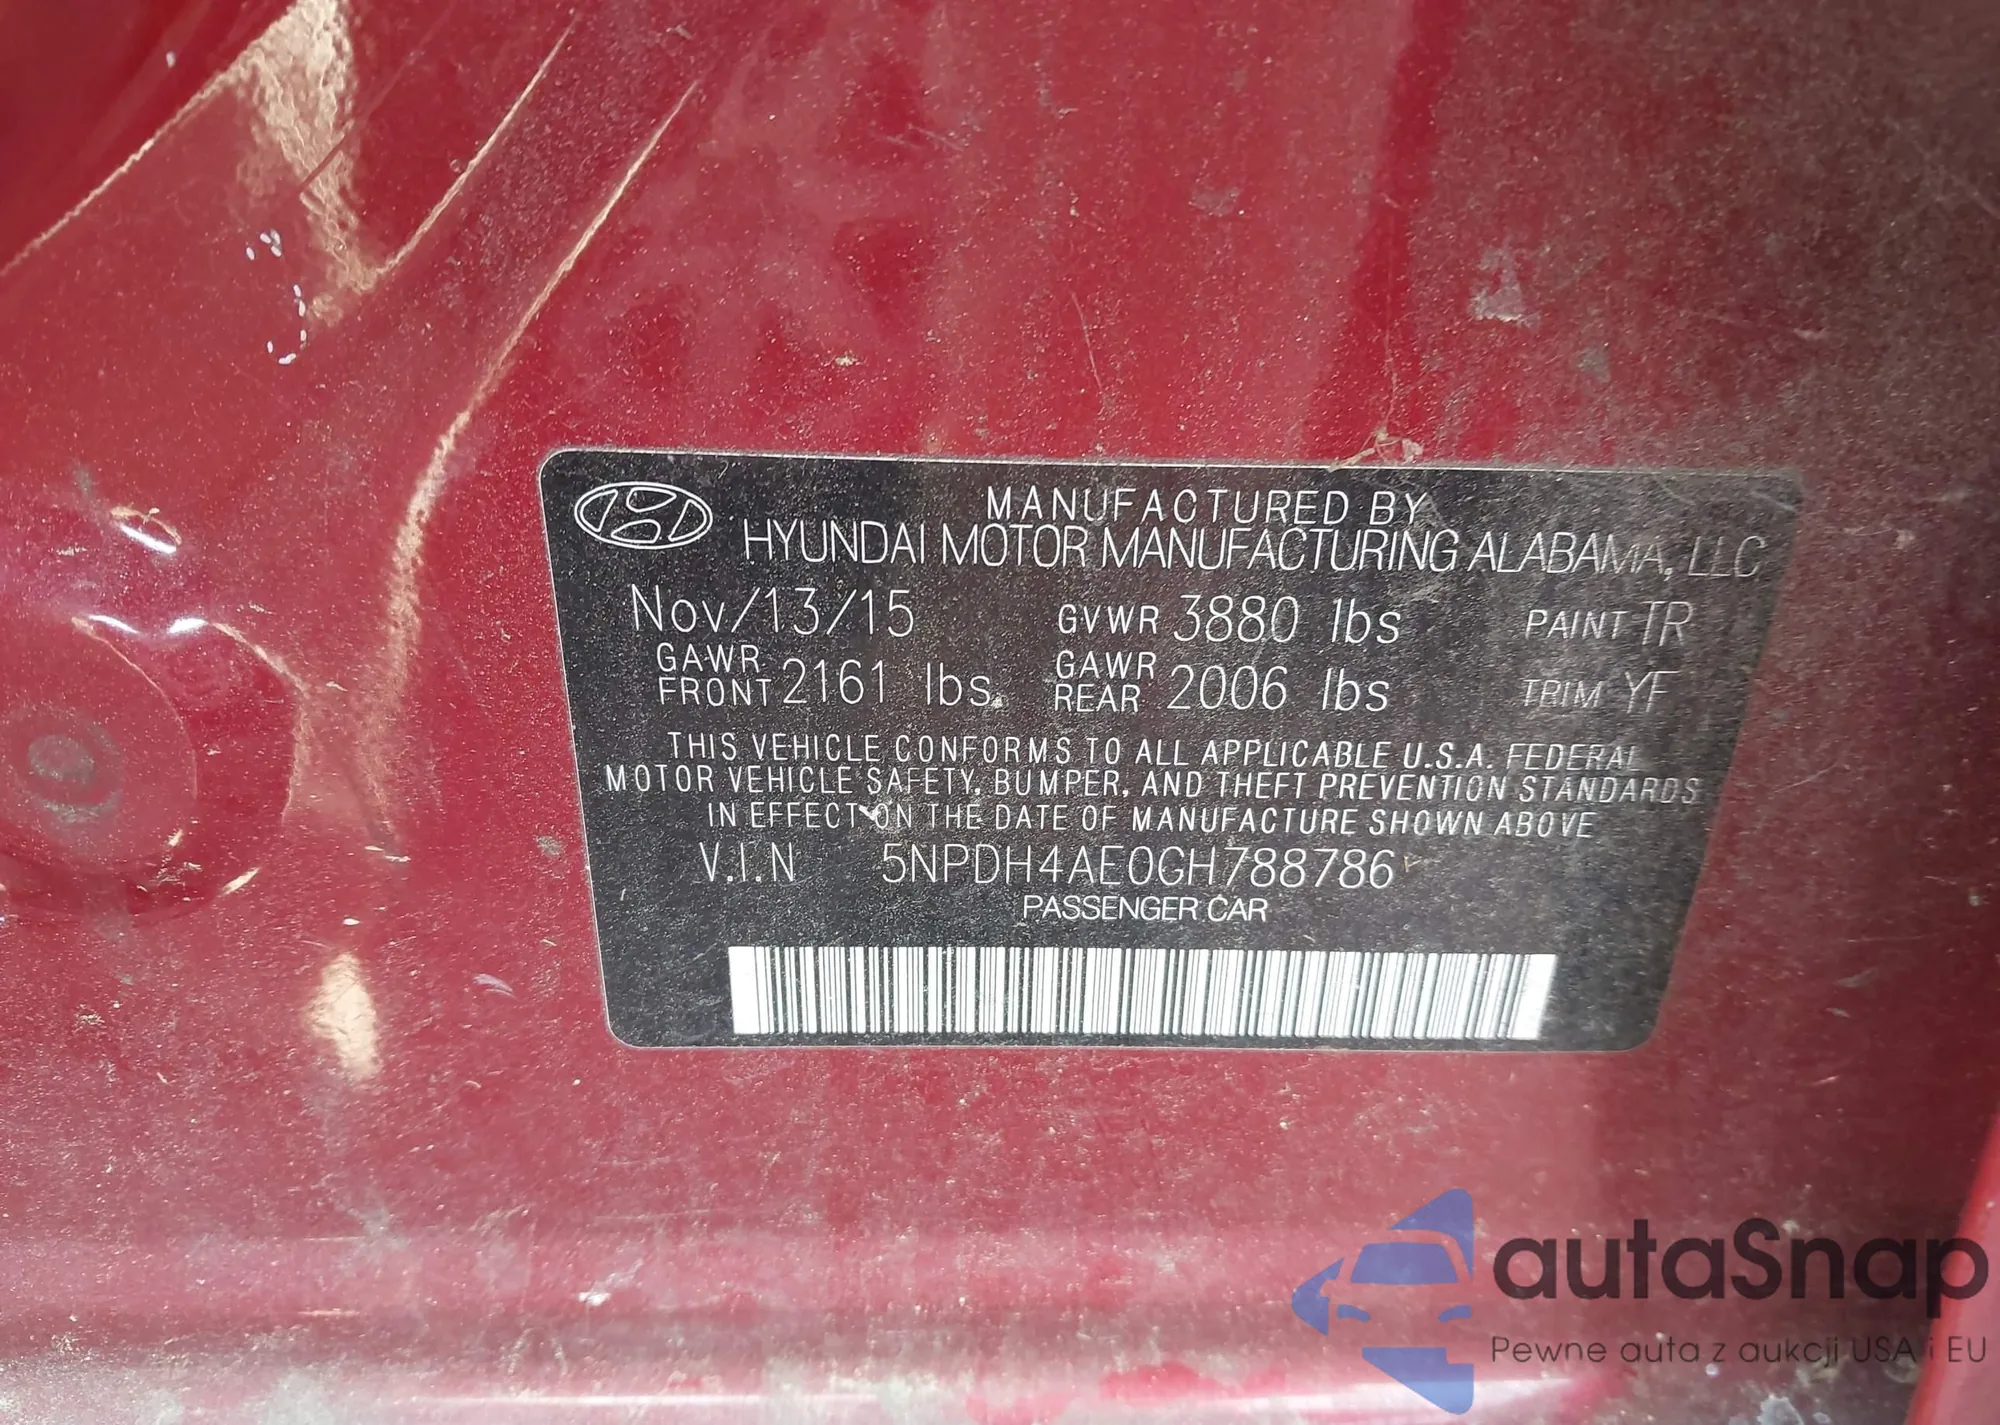 MANUFACTURED BY
HYUNDAI MOTOR MANUFACTURING ALABAMA, LLC
Nov/13/15 GVWR 3880 lbs PAINT TR
GAWR FRONT 2161 lbs GAWR REAR 2006 lbs TRIM YF
THIS VEHICLE CONFORMS TO ALL APPLICABLE U.S.A. FEDERAL
MOTOR VEHICLE SAFETY, BUMPER, AND THEFT PREVENTION STANDARDS
IN EFFECT ON THE DATE OF MANUFACTURE SHOWN ABOVE
V.I.N 5NPDH4AE0GH788786
PASSENGER CAR
autaSnap
Pewne auta z aukcji USA i EU